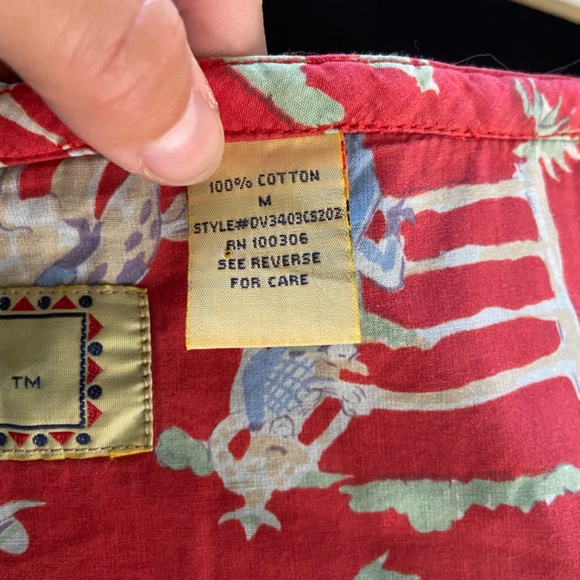 100% COTTON
M
STYLE#DV3403CS202
RN 100306
SEE REVERSE
FOR CARE
TM